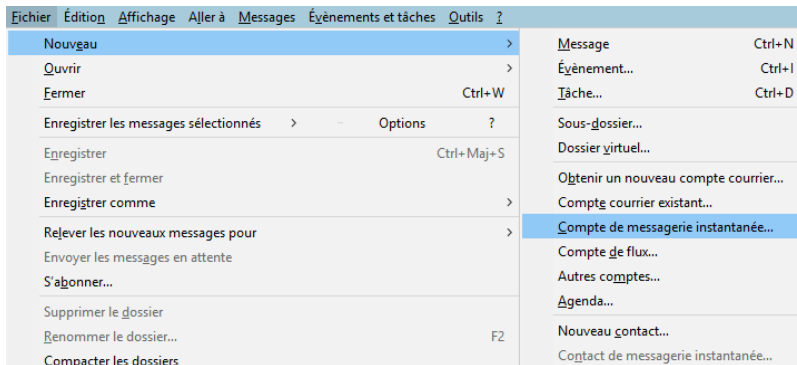 Fichier Édition Affichage Aller à Messages Évènements et tâches Outils ?
Nouveau >
Ouvrir >
Fermer Ctrl+W
Enregistrer les messages sélectionnés > – Options ?
Enregistrer Ctrl+Maj+S
Enregistrer et fermer
Enregistrer comme >
Relever les nouveaux messages pour >
Envoyer les messages en attente
S'abonner...
Supprimer le dossier
Renommer le dossier... F2
Compacter les dossiers
Message Ctrl+N
Évènement... Ctrl+I
Tâche... Ctrl+D
Sous-dossier...
Dossier virtuel...
Obtenir un nouveau compte courrier...
Compte courrier existant...
Compte de messagerie instantanée...
Compte de flux...
Autres comptes...
Agenda...
Nouveau contact...
Contact de messagerie instantanée...